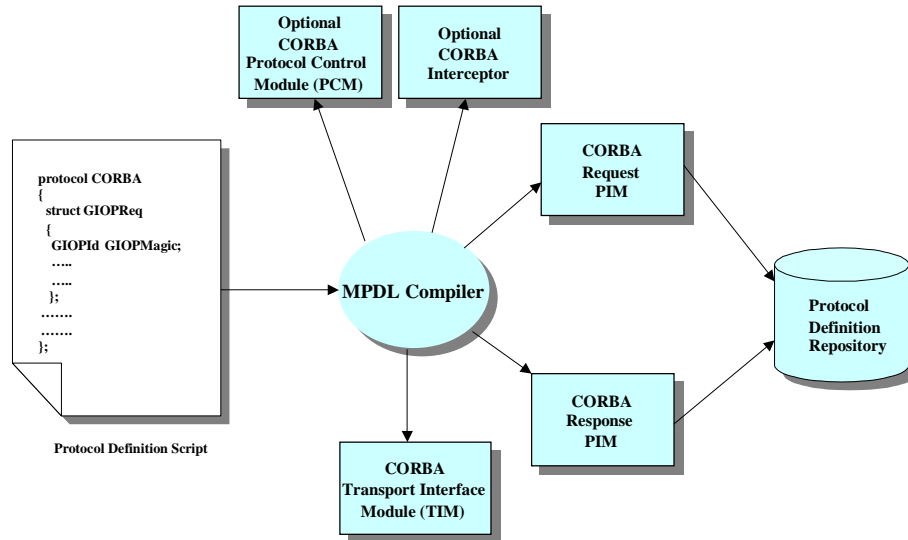 Optional
CORBA
Protocol Control
Module (PCM)
Optional
CORBA
Interceptor
CORBA
Request
PIM
protocol CORBA
{
struct GIOPReq
{
GIOPId GIOPMagic;
…..
…..
};
…….
…….
};
MPDL Compiler
Protocol
Definition
Repository
CORBA
Response
PIM
Protocol Definition Script
CORBA
Transport Interface
Module (TIM)